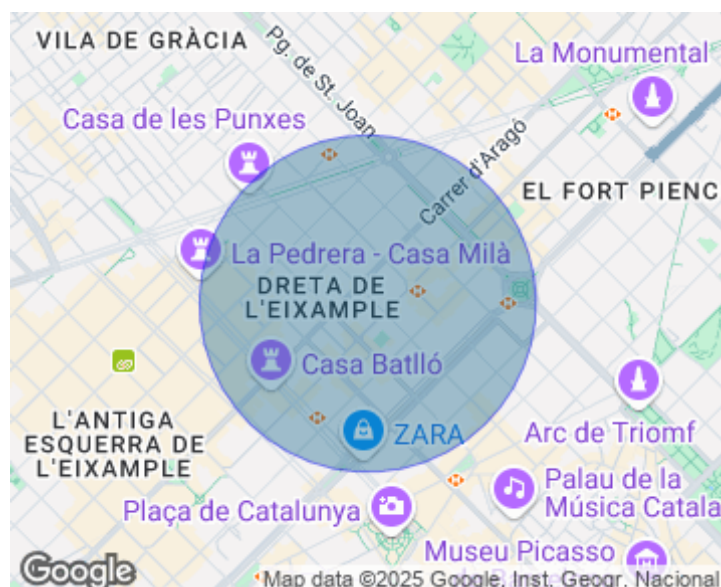 VILA DE GRÀCIA
Pg. de St. Joan
La Monumental
Casa de les Punxes
Carrer d'Aragó
EL FORT PIENC
La Pedrera - Casa Milà
DRETA DE
L'EIXAMPLE
Casa Batlló
L'ANTIGA
ESQUERRA DE
L'EIXAMPLE
ZARA
Arc de Triomf
Plaça de Catalunya
Palau de la
Música Catala
Museu Picasso
Google
Map data ©2025 Google, Inst. Geogr. Nacional